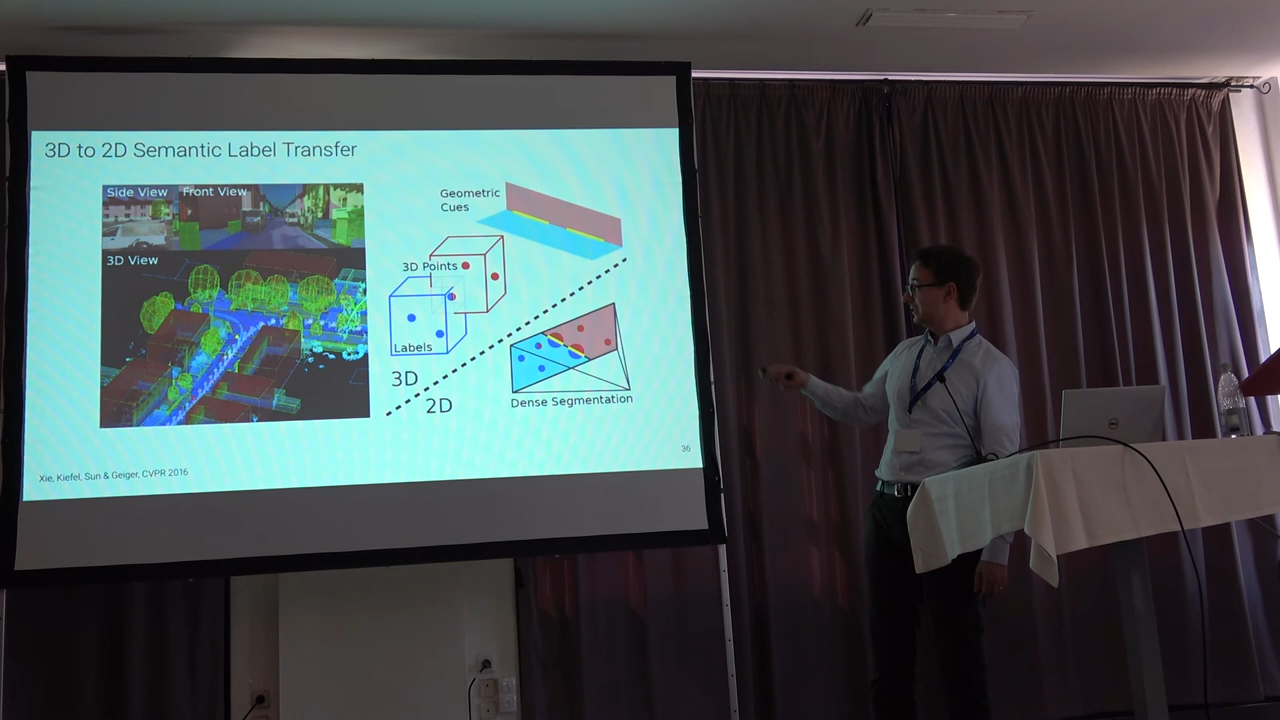 3D to 2D Semantic Label Transfer
Side View
Front View
3D View
Geometric
Cues
3D Points
Labels
3D
2D
Dense Segmentation
36
Xie, Kiefel, Sun & Geiger, CVPR 2016
DELL